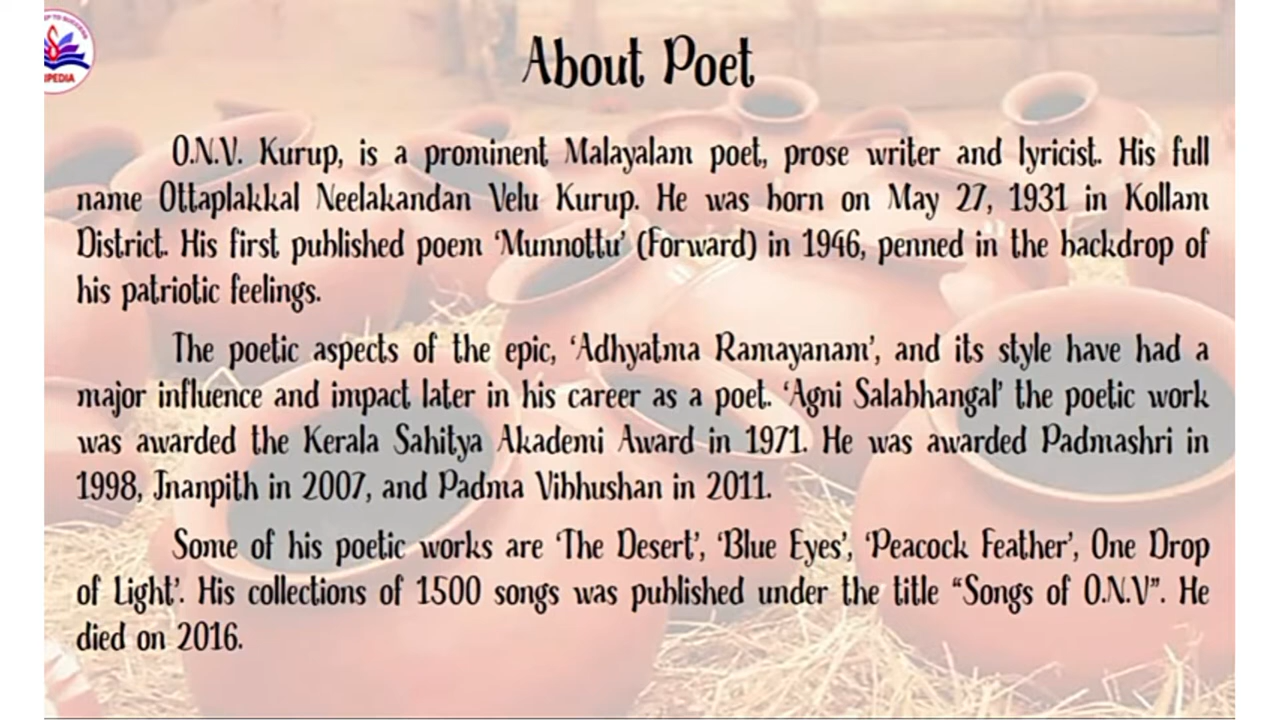 UP TO SUCCESS
IPEDIA
About Poet
O.N.V. Kurup, is a prominent Malayalam poet, prose writer and lyricist. His full
name Ottaplakkal Neelakandan Velu Kurup. He was born on May 27, 1931 in Kollam
District. His first published poem ‘Munnottu’ (Forward) in 1946, penned in the backdrop of
his patriotic feelings.
The poetic aspects of the epic, ‘Adhyatma Ramayanam’, and its style have had a
major influence and impact later in his career as a poet. ‘Agni Salabhangal’ the poetic work
was awarded the Kerala Sahitya Akademi Award in 1971. He was awarded Padmashri in
1998, Jnanpith in 2007, and Padma Vibhushan in 2011.
Some of his poetic works are ‘The Desert’, ‘Blue Eyes’, ‘Peacock Feather’, One Drop
of Light’. His collections of 1500 songs was published under the title “Songs of O.N.V”. He
died on 2016.